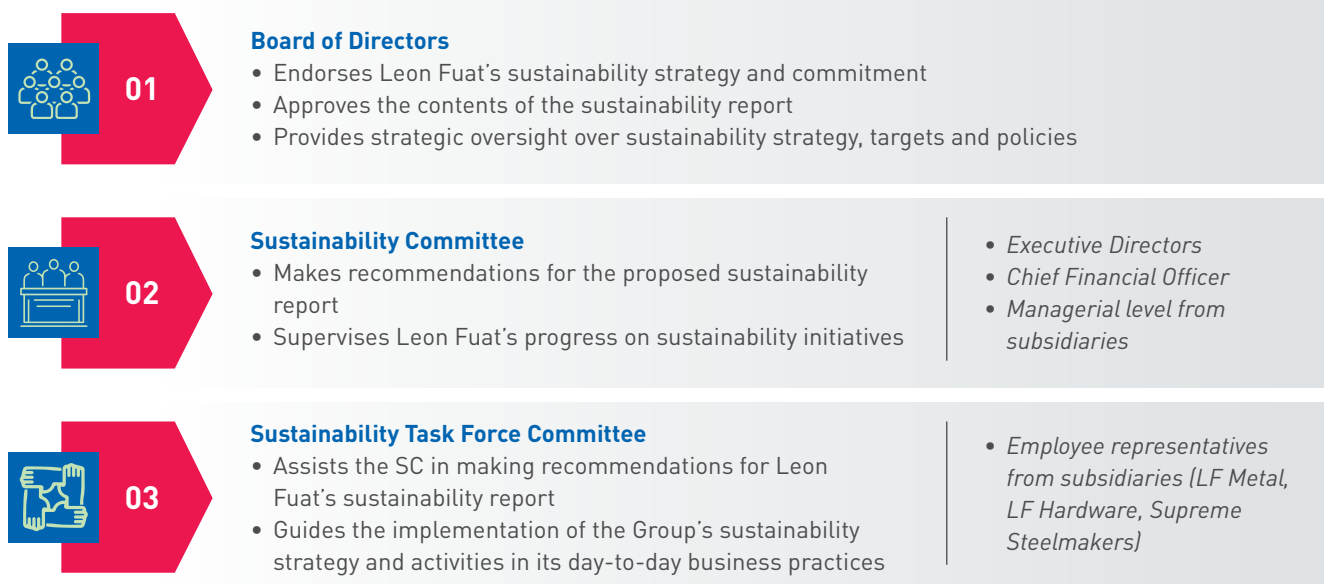 01
Board of Directors
• Endorses Leon Fuat’s sustainability strategy and commitment
• Approves the contents of the sustainability report
• Provides strategic oversight over sustainability strategy, targets and policies
02
Sustainability Committee
• Makes recommendations for the proposed sustainability
report
• Supervises Leon Fuat’s progress on sustainability initiatives
• Executive Directors
• Chief Financial Officer
• Managerial level from
subsidiaries
03
Sustainability Task Force Committee
• Assists the SC in making recommendations for Leon
Fuat’s sustainability report
• Guides the implementation of the Group’s sustainability
strategy and activities in its day-to-day business practices
• Employee representatives
from subsidiaries (LF Metal,
LF Hardware, Supreme
Steelmakers)